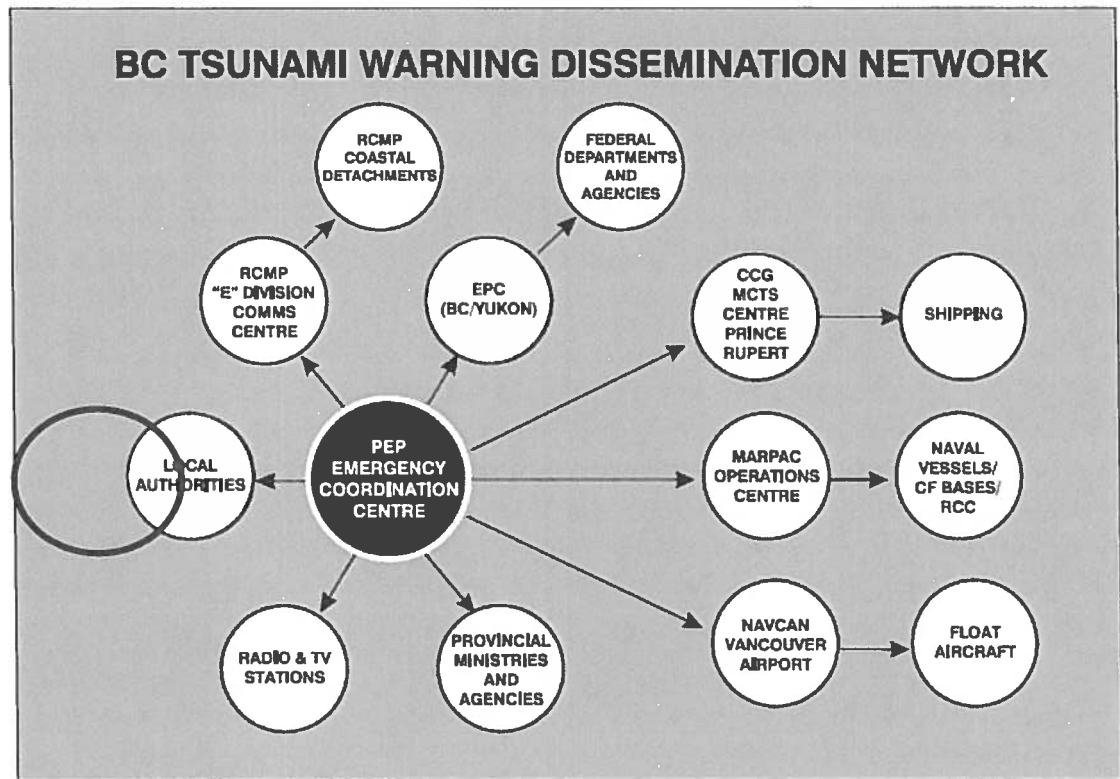 BC TSUNAMI WARNING DISSEMINATION NETWORK
RCMP
COASTAL
DETACHMENTS
FEDERAL
DEPARTMENTS
AND
AGENCIES
RCMP
"E" DIVISION
COMMS
CENTRE
EPC
(BC/YUKON)
CCG
MCTS
CENTRE
PRINCE
RUPERT
SHIPPING
LOCAL
AUTHORITIES
PEP
EMERGENCY
COORDINATION
CENTRE
MARPAC
OPERATIONS
CENTRE
NAVAL
VESSELS/
CF BASES/
RCC
RADIO & TV
STATIONS
PROVINCIAL
MINISTRIES
AND
AGENCIES
NAVCAN
VANCOUVER
AIRPORT
FLOAT
AIRCRAFT